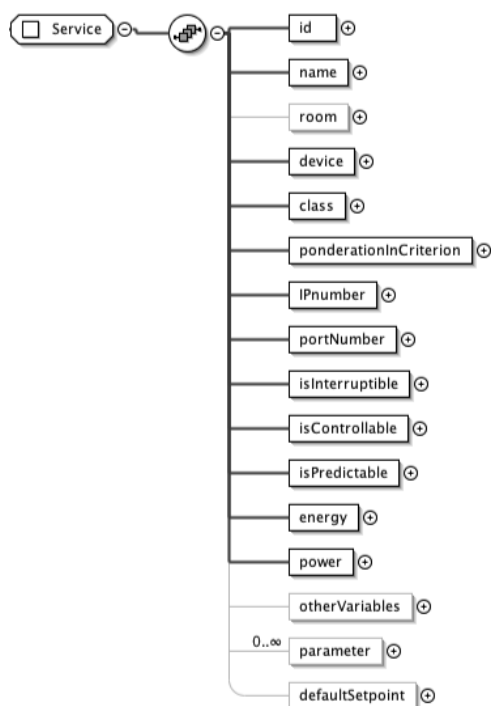 Service
id
name
room
device
class
ponderationInCriterion
IPnumber
portNumber
isInterruptible
isControllable
isPredictable
energy
power
otherVariables
0..∞
parameter
defaultSetpoint